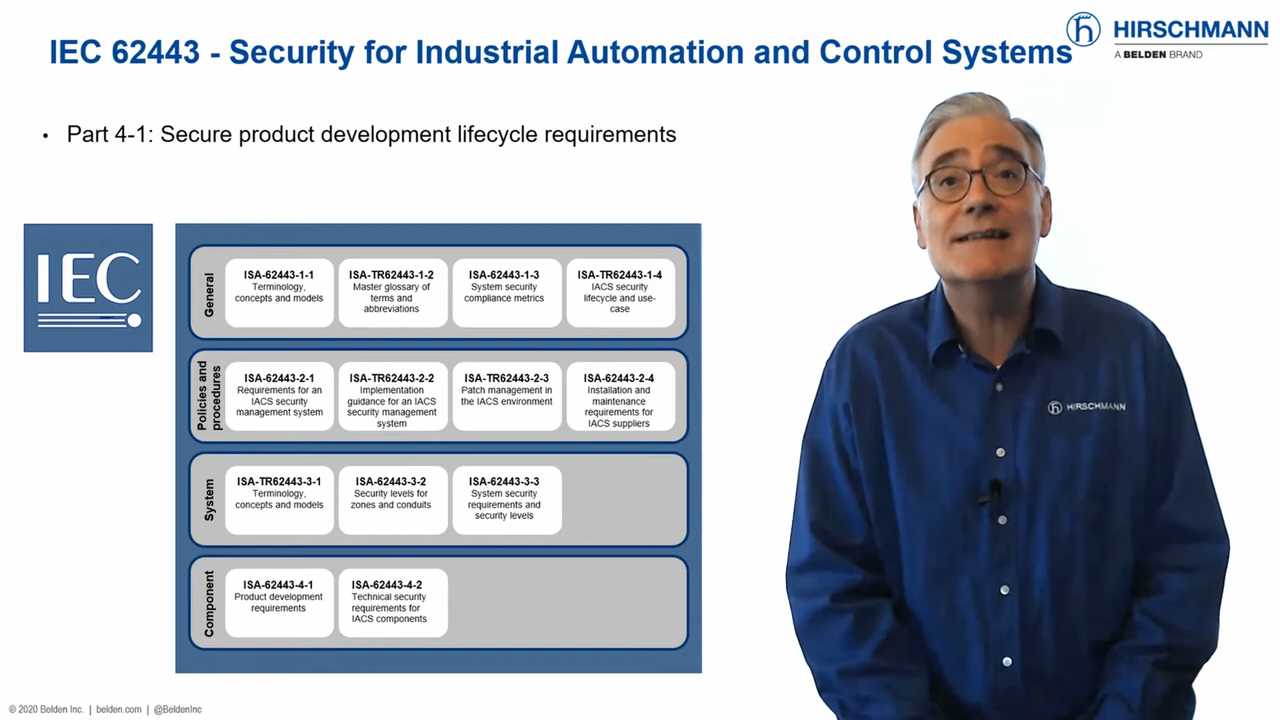 IEC 62443 - Security for Industrial Automation and Control Systems
HIRSCHMANN
A BELDEN BRAND
• Part 4-1: Secure product development lifecycle requirements
IEC
General
ISA-62443-1-1
Terminology,
concepts and models
ISA-TR62443-1-2
Master glossary of
terms and
abbreviations
ISA-62443-1-3
System security
compliance metrics
ISA-TR62443-1-4
IACS security
lifecycle and use-
case
Policies and
procedures
ISA-62443-2-1
Requirements for an
IACS security
management system
ISA-TR62443-2-2
Implementation
guidance for an IACS
security management
system
ISA-TR62443-2-3
Patch management in
the IACS environment
ISA-62443-2-4
Installation and
maintenance
requirements for
IACS suppliers
System
ISA-TR62443-3-1
Terminology,
concepts and models
ISA-62443-3-2
Security levels for
zones and conduits
ISA-62443-3-3
System security
requirements and
security levels
Component
ISA-62443-4-1
Product development
requirements
ISA-62443-4-2
Technical security
requirements for
IACS components
HIRSCHMANN
© 2020 Belden Inc. | belden.com | @BeldenInc